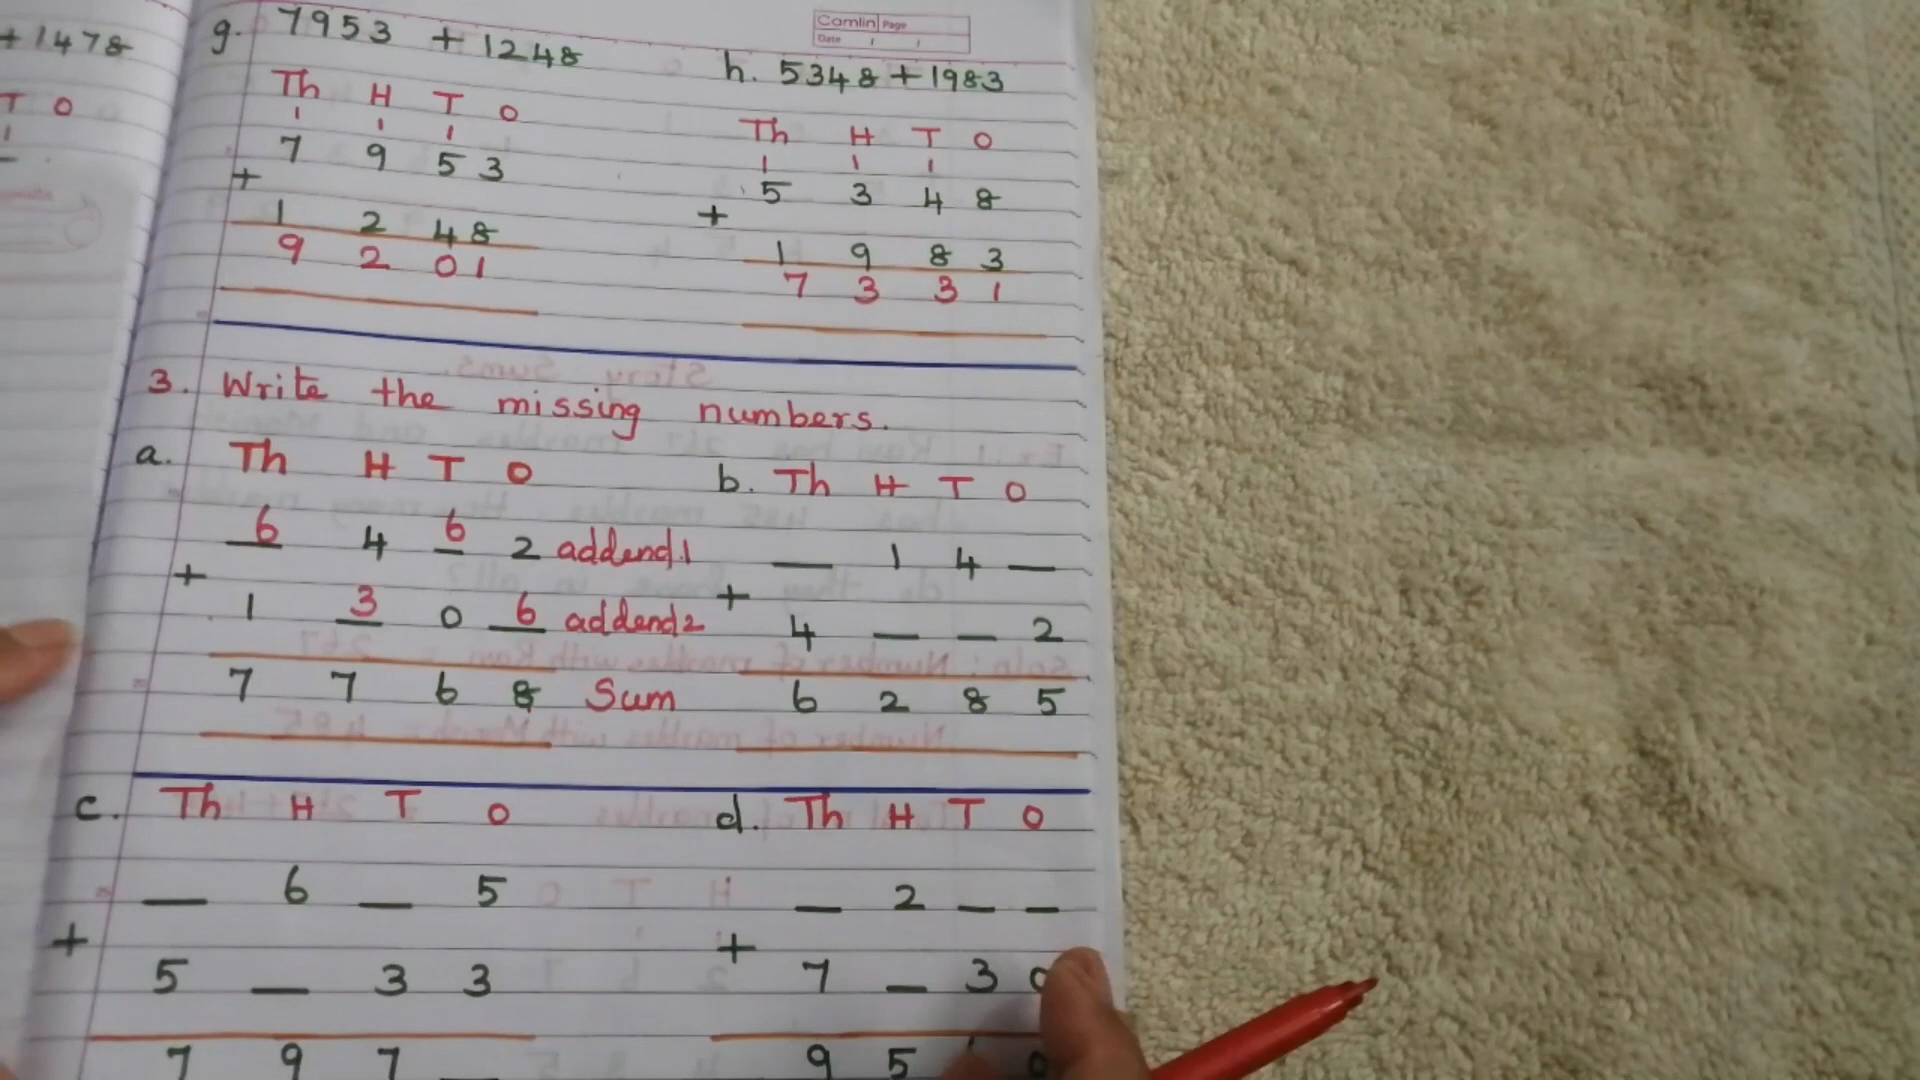 +1478
T O
1
g. 7953 + 1248
Th H T O
1 1 1
7 9 5 3
+
1 2 4 8
9 2 0 1
Camlin Page
Date / /
h. 5348 + 1983
Th H T O
1 1 1
5 3 4 8
+
1 9 8 3
7 3 3 1
3. Write the missing numbers.
a. Th H T O
6 4 6 2 addend1
+
1 3 0 6 addend2
7 7 6 8 Sum
b. Th H T O
_ 1 4 _
+
4 _ _ 2
6 2 8 5
c. Th H T O
_ 6 _ 5
+
5 _ 3 3
7 9 7 _
d. Th H T O
_ 2 _ _
+
7 _ 3 0
9 5